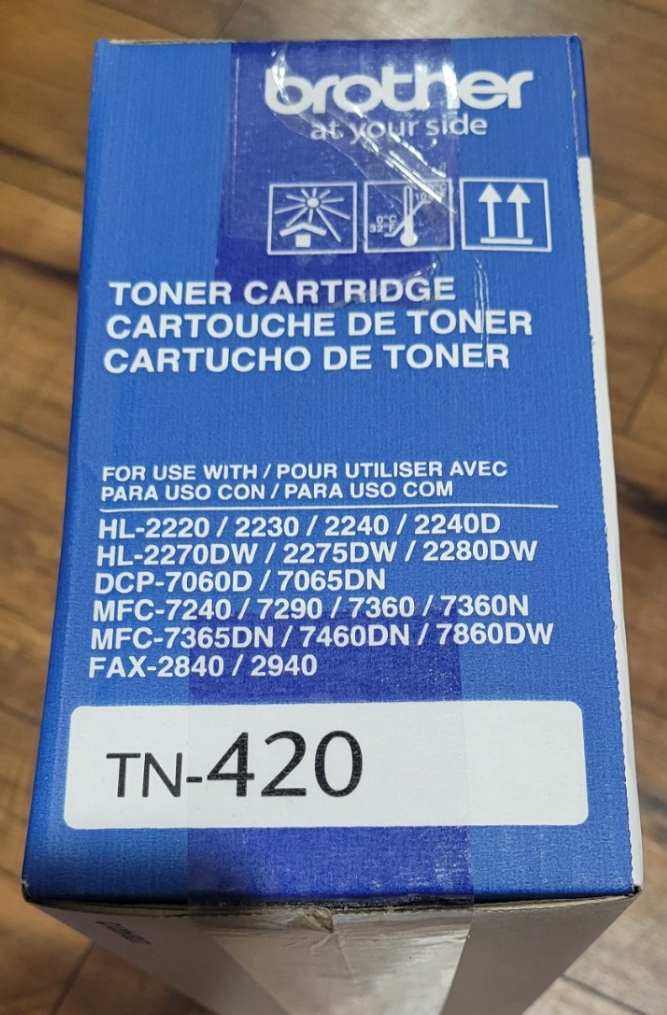 brother
at your side
0°C
32°F
TONER CARTRIDGE
CARTOUCHE DE TONER
CARTUCHO DE TONER
FOR USE WITH / POUR UTILISER AVEC
PARA USO CON / PARA USO COM
HL-2220 / 2230 / 2240 / 2240D
HL-2270DW / 2275DW / 2280DW
DCP-7060D / 7065DN
MFC-7240 / 7290 / 7360 / 7360N
MFC-7365DN / 7460DN / 7860DW
FAX-2840 / 2940
TN-420